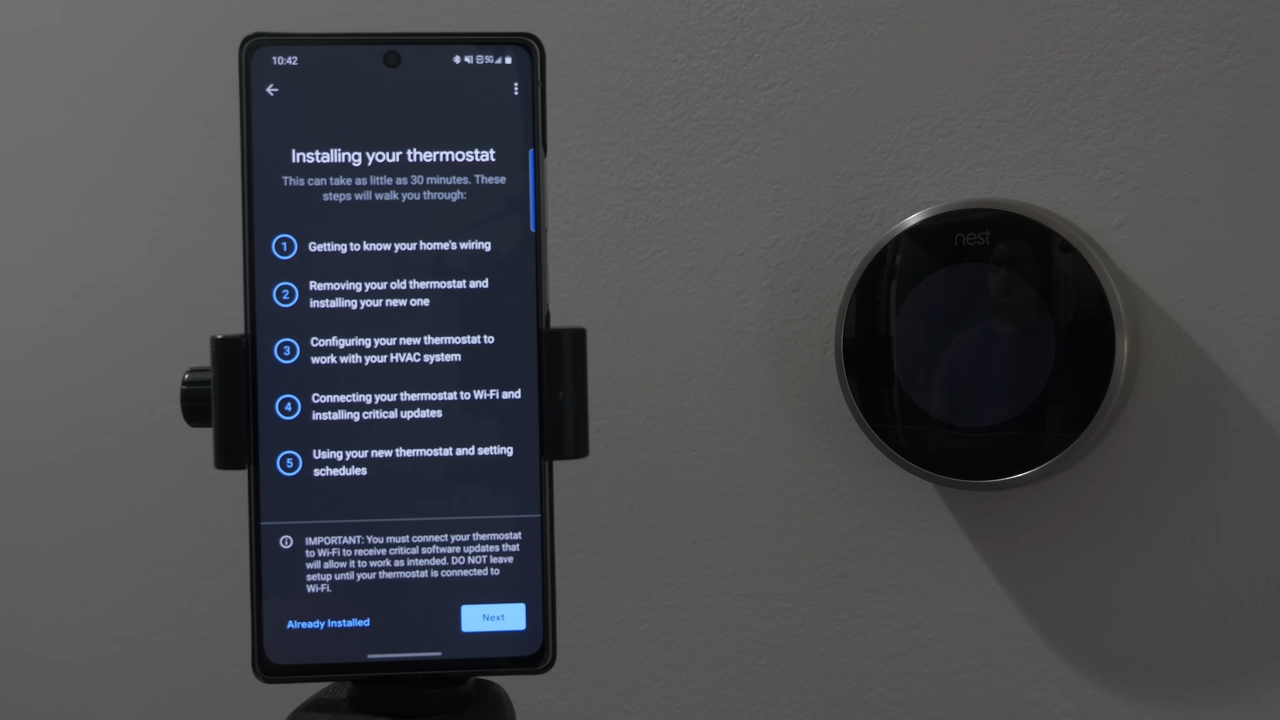 10:42
5G
Installing your thermostat
This can take as little as 30 minutes. These
steps will walk you through:
1
Getting to know your home's wiring
2
Removing your old thermostat and
installing your new one
3
Configuring your new thermostat to
work with your HVAC system
4
Connecting your thermostat to Wi-Fi and
installing critical updates
5
Using your new thermostat and setting
schedules
IMPORTANT: You must connect your thermostat
to Wi-Fi to receive critical software updates that
will allow it to work as intended. DO NOT leave
setup until your thermostat is connected to
Wi-Fi.
Already Installed
Next
nest